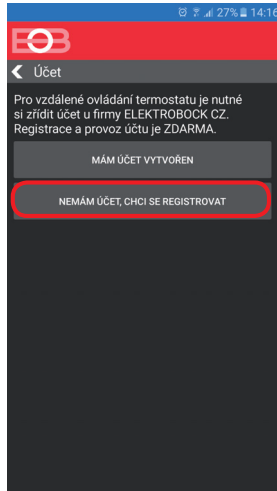 27% 14:16
EOB
Účet
Pro vzdálené ovládání termostatu je nutné
si zřídit účet u firmy ELEKTROBOCK CZ.
Registrace a provoz účtu je ZDARMA.
MÁM ÚČET VYTVOŘEN
NEMÁM ÚČET, CHCI SE REGISTROVAT